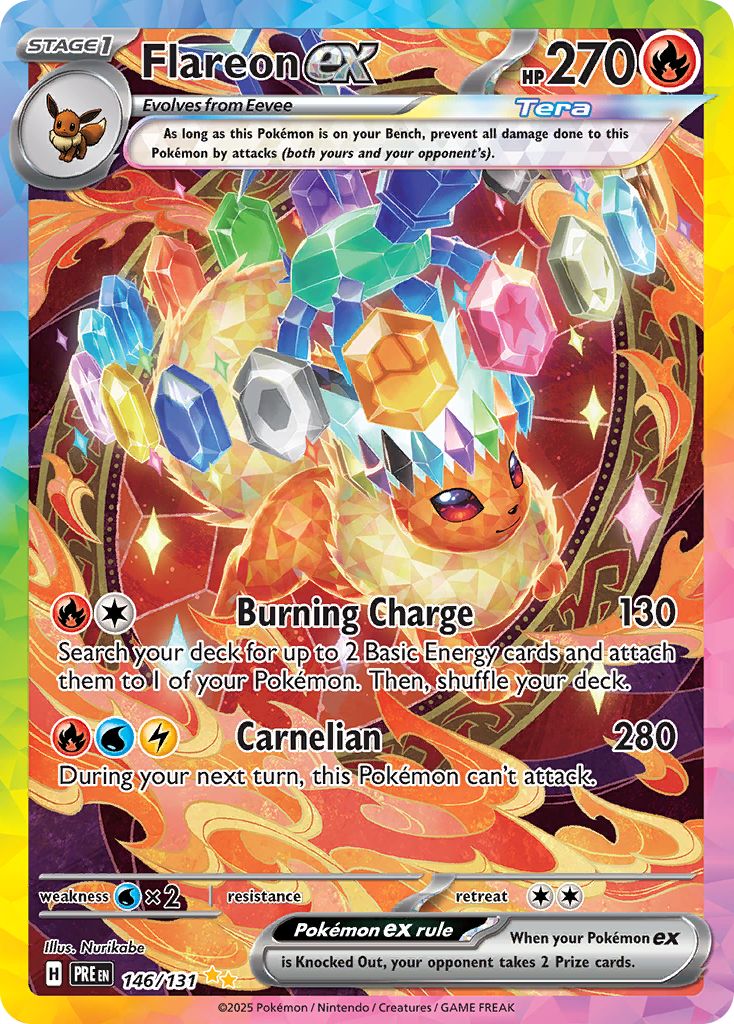 STAGE 1
Flareon ex
HP 270
Evolves from Eevee
Tera
As long as this Pokémon is on your Bench, prevent all damage done to this
Pokémon by attacks (both yours and your opponent's).
Burning Charge 130
Search your deck for up to 2 Basic Energy cards and attach
them to 1 of your Pokémon. Then, shuffle your deck.
Carnelian 280
During your next turn, this Pokémon can't attack.
weakness ×2 resistance retreat
Illus. Nurikabe
Pokémon ex rule
When your Pokémon ex
is Knocked Out, your opponent takes 2 Prize cards.
H PRE EN 146/131
©2025 Pokémon / Nintendo / Creatures / GAME FREAK